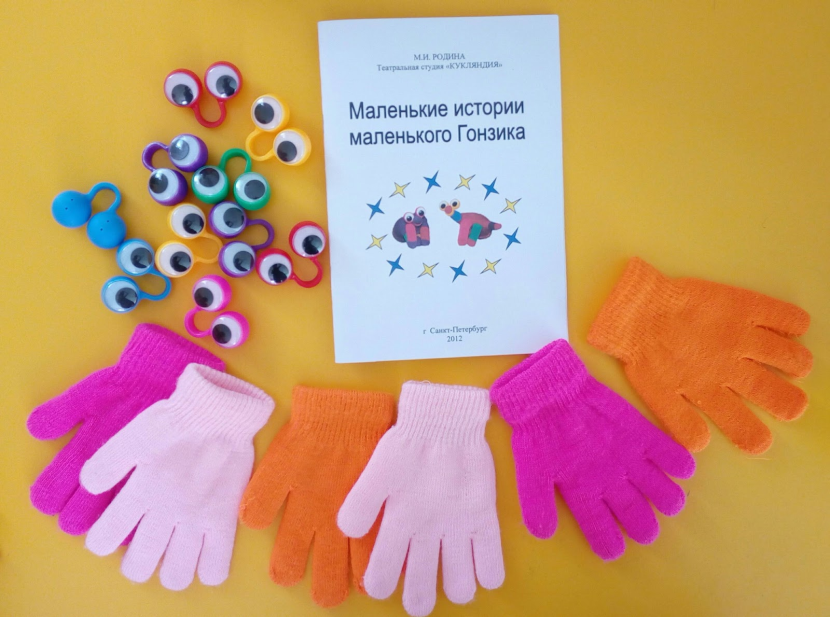 М.И. РОДИНА
Театральная студия «КУКЛЯНДИЯ»
Маленькие истории
маленького Гонзика
г Санкт-Петербург
2012